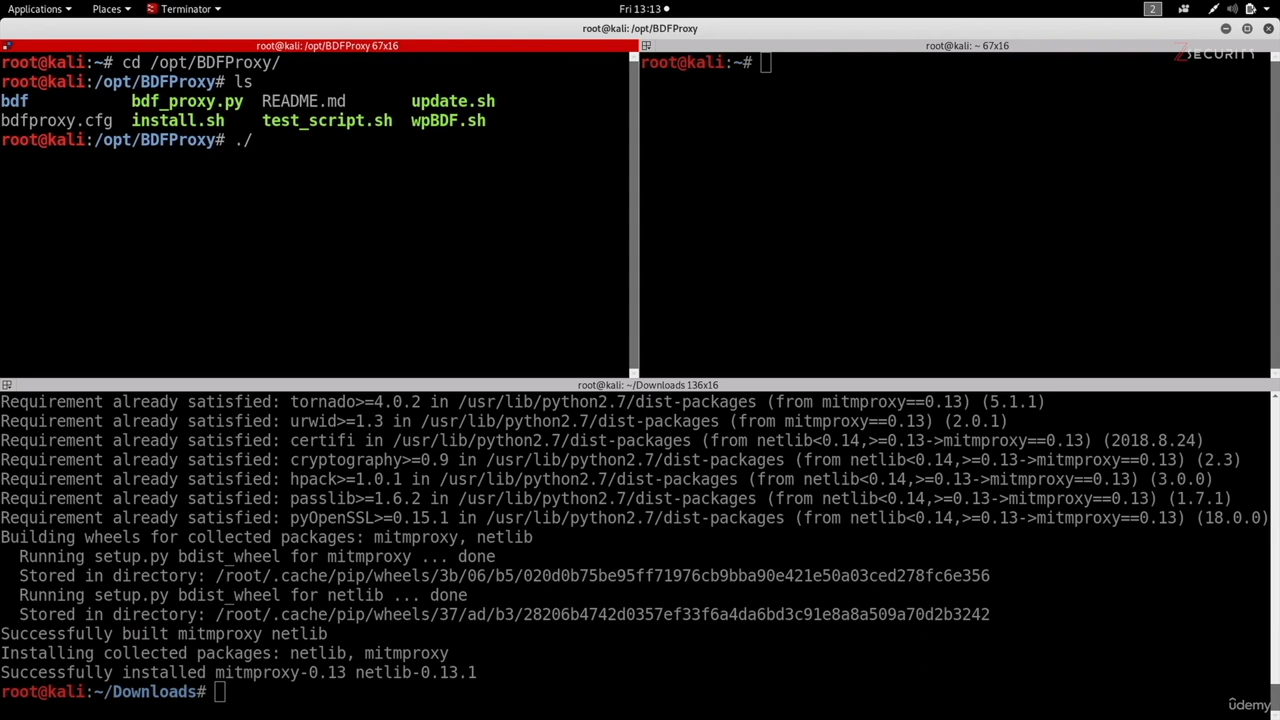 Applications Places Terminator Fri 13:13 2
root@kali: /opt/BDFProxy
root@kali: /opt/BDFProxy 67x16
root@kali:~# cd /opt/BDFProxy/
root@kali:/opt/BDFProxy# ls
bdf bdf_proxy.py README.md update.sh
bdfproxy.cfg install.sh test_script.sh wpBDF.sh
root@kali:/opt/BDFProxy# ./
root@kali: ~ 67x16
ZSECURITY
root@kali:~#
root@kali: ~/Downloads 136x16
Requirement already satisfied: tornado>=4.0.2 in /usr/lib/python2.7/dist-packages (from mitmproxy==0.13) (5.1.1)
Requirement already satisfied: urwid>=1.3 in /usr/lib/python2.7/dist-packages (from mitmproxy==0.13) (2.0.1)
Requirement already satisfied: certifi in /usr/lib/python2.7/dist-packages (from netlib<0.14,>=0.13->mitmproxy==0.13) (2018.8.24)
Requirement already satisfied: cryptography>=0.9 in /usr/lib/python2.7/dist-packages (from netlib<0.14,>=0.13->mitmproxy==0.13) (2.3)
Requirement already satisfied: hpack>=1.0.1 in /usr/lib/python2.7/dist-packages (from netlib<0.14,>=0.13->mitmproxy==0.13) (3.0.0)
Requirement already satisfied: passlib>=1.6.2 in /usr/lib/python2.7/dist-packages (from netlib<0.14,>=0.13->mitmproxy==0.13) (1.7.1)
Requirement already satisfied: pyOpenSSL>=0.15.1 in /usr/lib/python2.7/dist-packages (from netlib<0.14,>=0.13->mitmproxy==0.13) (18.0.0)
Building wheels for collected packages: mitmproxy, netlib
Running setup.py bdist_wheel for mitmproxy ... done
Stored in directory: /root/.cache/pip/wheels/3b/06/b5/020d0b75be95ff71976cb9bba90e421e50a03ced278fc6e356
Running setup.py bdist_wheel for netlib ... done
Stored in directory: /root/.cache/pip/wheels/37/ad/b3/28206b4742d0357ef33f6a4da6bd3c91e8a8a509a70d2b3242
Successfully built mitmproxy netlib
Installing collected packages: netlib, mitmproxy
Successfully installed mitmproxy-0.13 netlib-0.13.1
root@kali:~/Downloads#
ûdemy